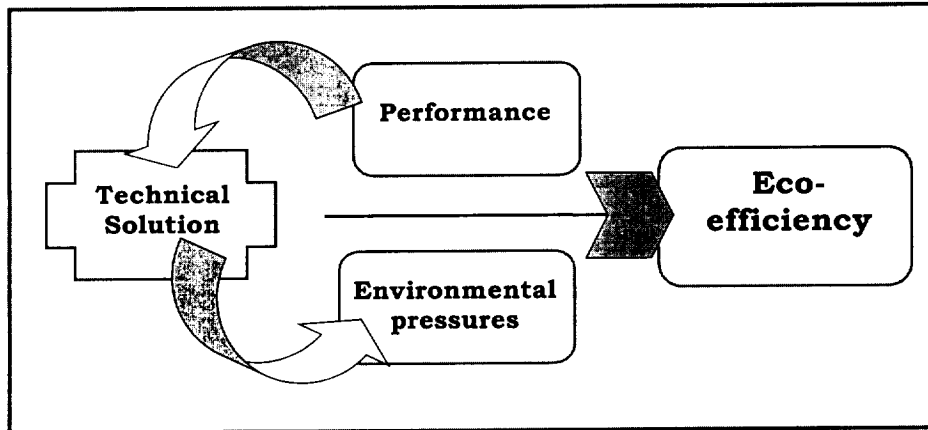 Performance
Technical
Solution
Environmental
pressures
Eco-
efficiency